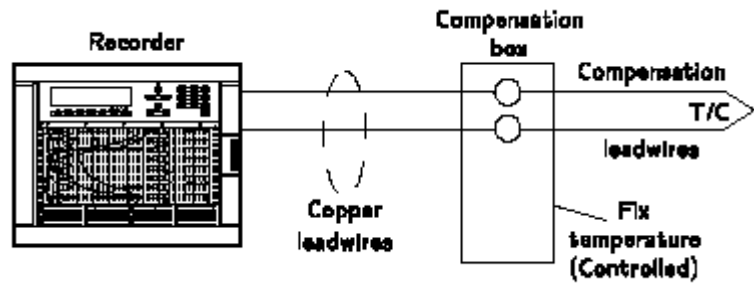 Recorder
Compensation
box
Compensation
T/C
leadwires
Copper
leadwires
Fix
temperature
(Controlled)